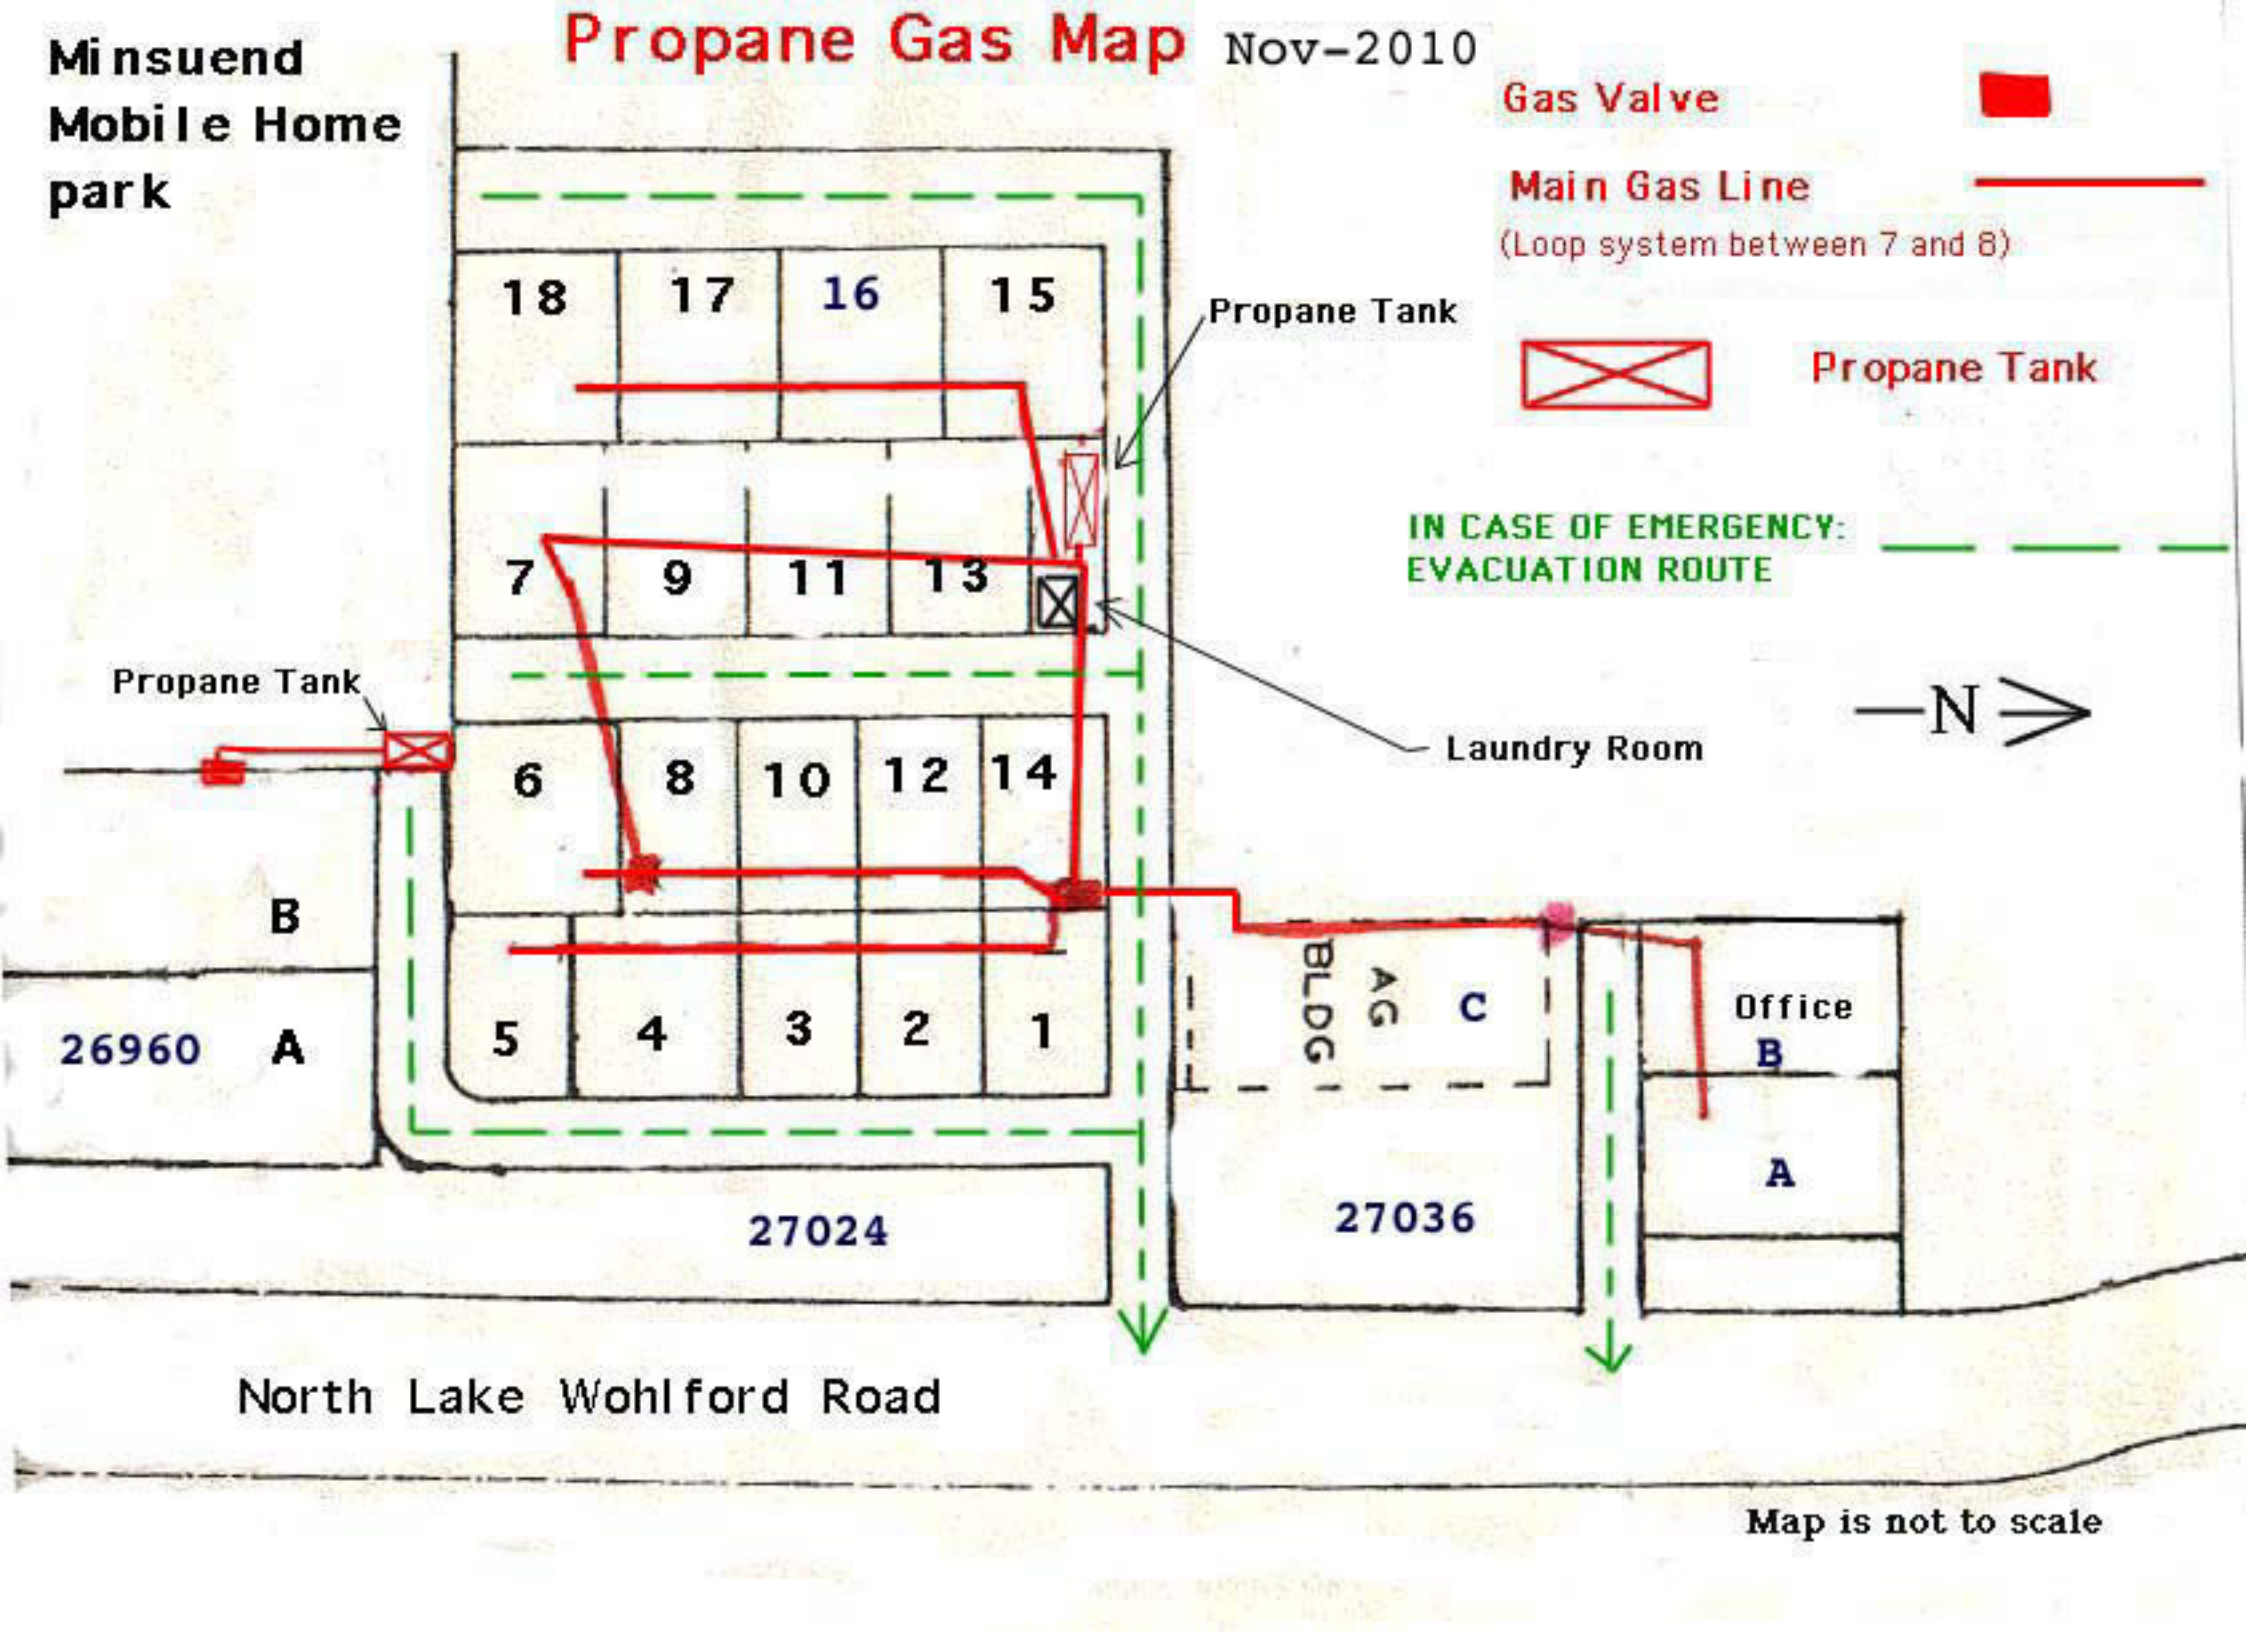 Propane Gas Map Nov-2010
Minsuend
Mobile Home
park
Gas Valve
Main Gas Line
(Loop system between 7 and 8)
Propane Tank
Propane Tank
IN CASE OF EMERGENCY:
EVACUATION ROUTE
18 17 16 15
7 9 11 13
Propane Tank
—N
Laundry Room
6 8 10 12 14
B
26960 A
5 4 3 2 1
AG
BLDG
C
Office
B
A
27024
27036
North Lake Wohlford Road
Map is not to scale